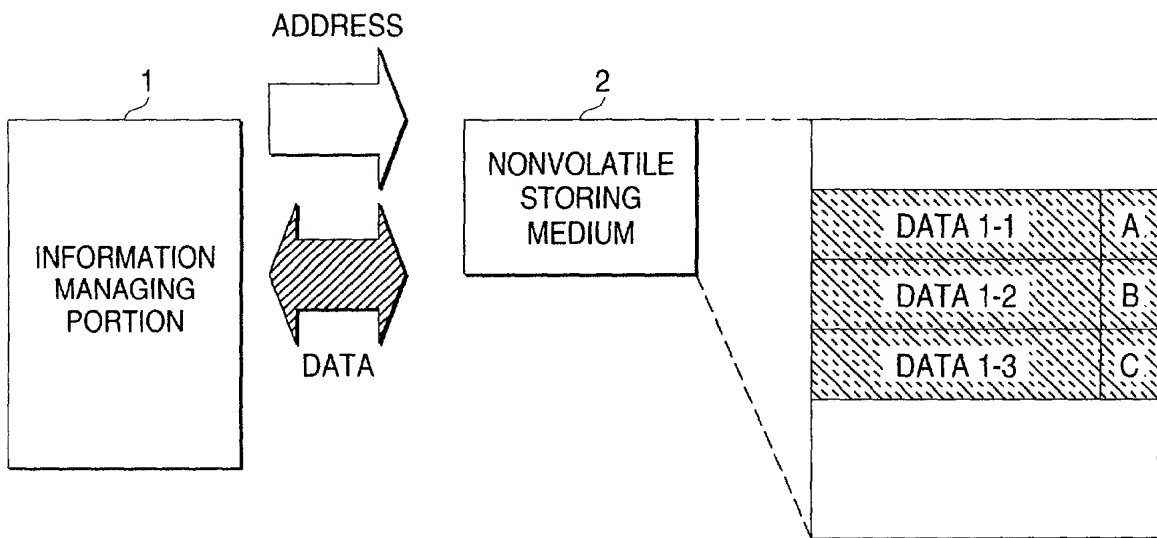 ADDRESS
1
2
INFORMATION
MANAGING
PORTION
DATA
NONVOLATILE
STORING
MEDIUM
DATA 1-1 A
DATA 1-2 B
DATA 1-3 C